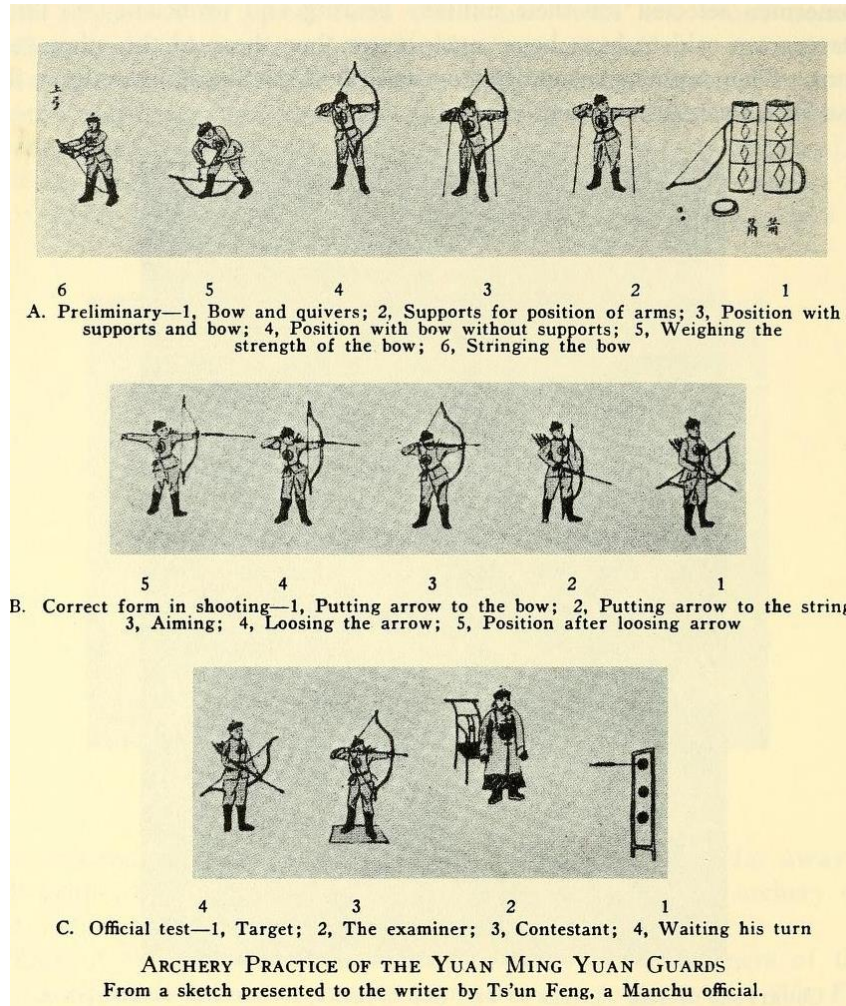 上弓
弓箭
6 5 4 3 2 1
A. Preliminary—1, Bow and quivers; 2, Supports for position of arms; 3, Position with
supports and bow; 4, Position with bow without supports; 5, Weighing the
strength of the bow; 6, Stringing the bow
5 4 3 2 1
B. Correct form in shooting—1, Putting arrow to the bow; 2, Putting arrow to the string
3, Aiming; 4, Loosing the arrow; 5, Position after loosing arrow
4 3 2 1
C. Official test—1, Target; 2, The examiner; 3, Contestant; 4, Waiting his turn
ARCHERY PRACTICE OF THE YUAN MING YUAN GUARDS
From a sketch presented to the writer by Ts'un Feng, a Manchu official.